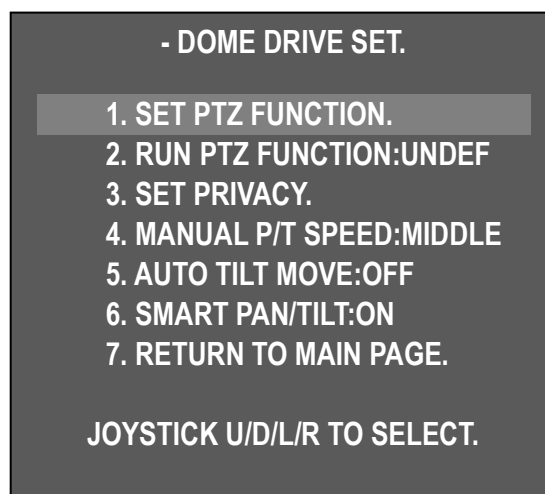 - DOME DRIVE SET.
1. SET PTZ FUNCTION.
2. RUN PTZ FUNCTION:UNDEF
3. SET PRIVACY.
4. MANUAL P/T SPEED:MIDDLE
5. AUTO TILT MOVE:OFF
6. SMART PAN/TILT:ON
7. RETURN TO MAIN PAGE.
JOYSTICK U/D/L/R TO SELECT.